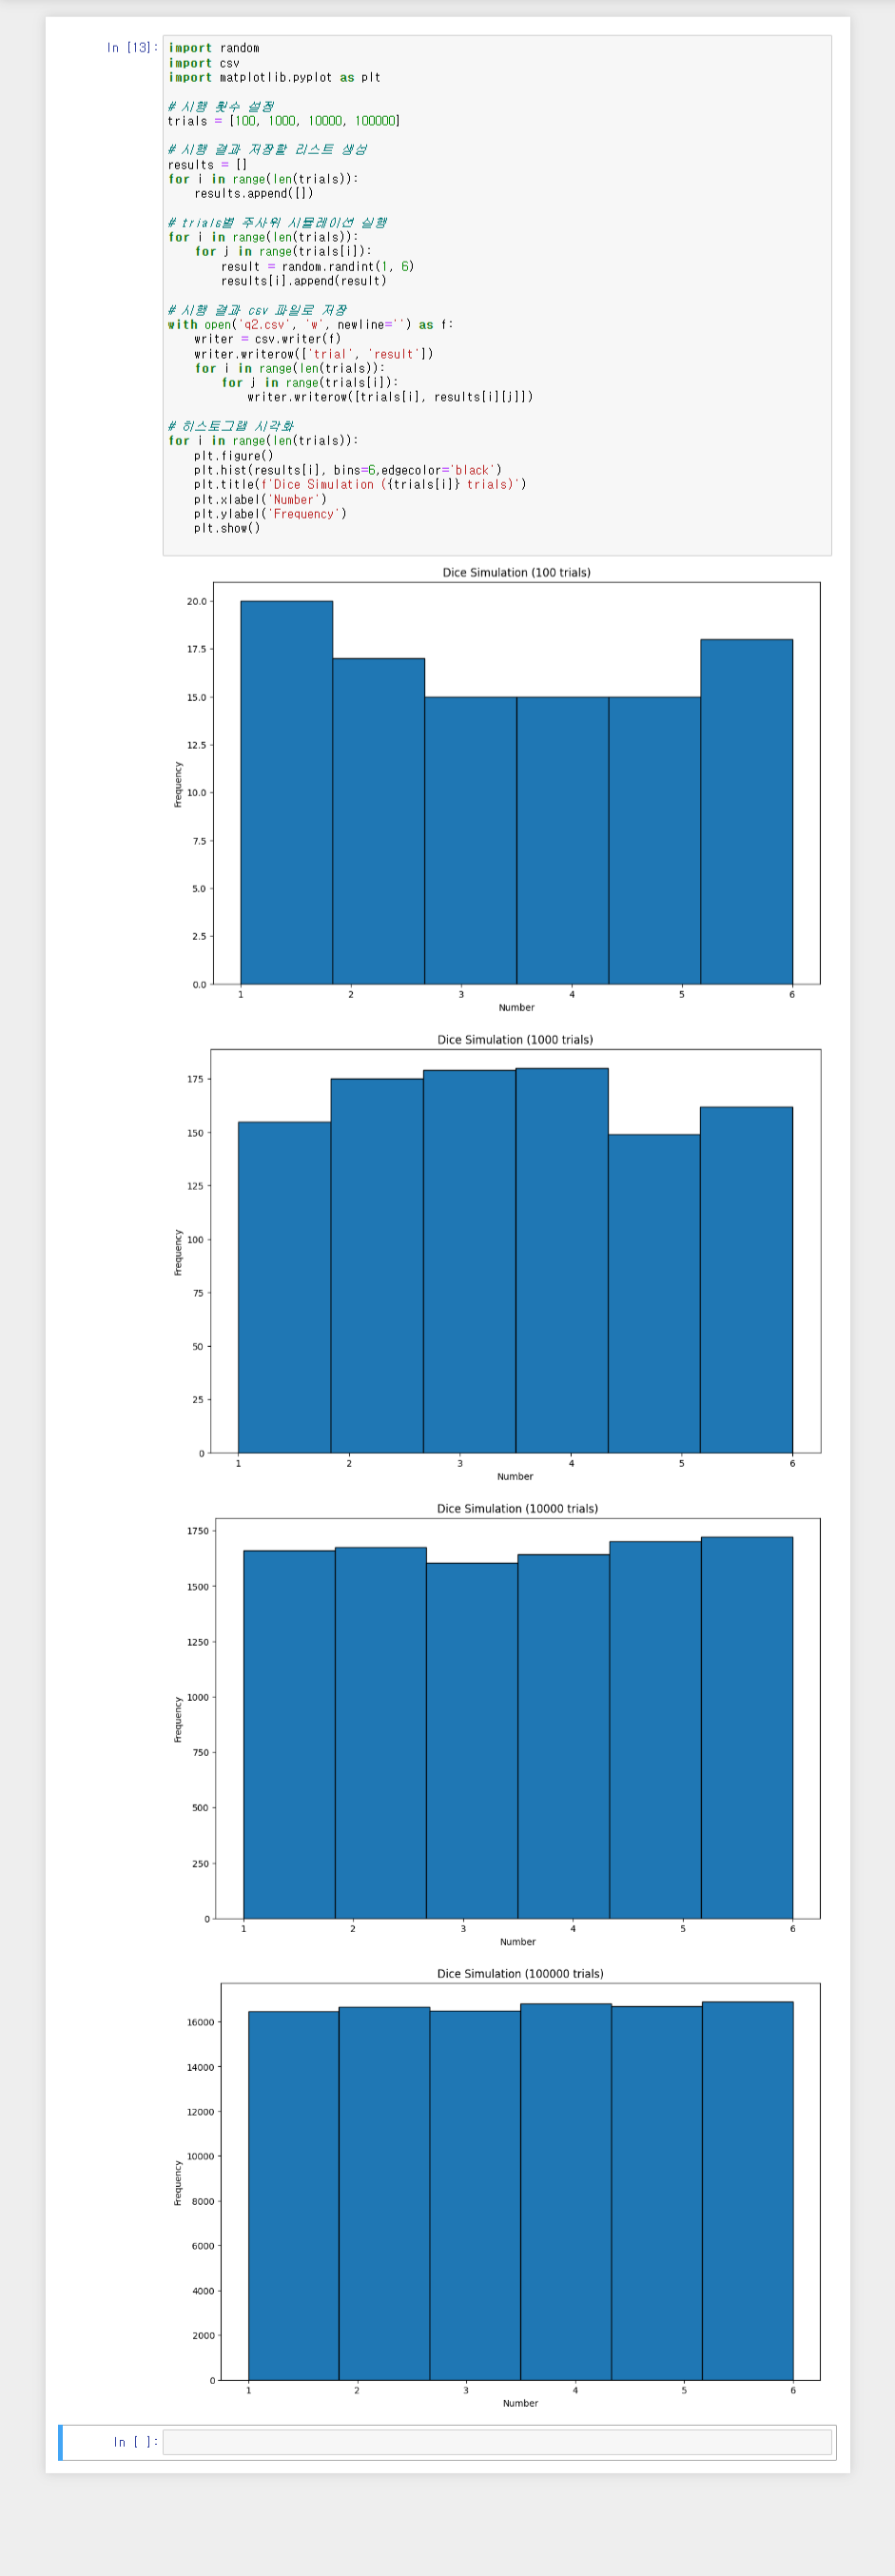 In [13]:
import random
import csv
import matplotlib.pyplot as plt
# 시행 횟수 설정
trials = [100, 1000, 10000, 100000]
# 시행 결과 저장할 리스트 생성
results = []
for i in range(len(trials)):
results.append([])
# trials별 주사위 시뮬레이션 실행
for i in range(len(trials)):
for j in range(trials[i]):
result = random.randint(1, 6)
results[i].append(result)
# 시행 결과 csv 파일로 저장
with open('q2.csv', 'w', newline='') as f:
writer = csv.writer(f)
writer.writerow(['trial', 'result'])
for i in range(len(trials)):
for j in range(trials[i]):
writer.writerow([trials[i], results[i][j]])
# 히스토그램 시각화
for i in range(len(trials)):
plt.figure()
plt.hist(results[i], bins=6,edgecolor='black')
plt.title(f'Dice Simulation ({trials[i]} trials)')
plt.xlabel('Number')
plt.ylabel('Frequency')
plt.show()
Dice Simulation (100 trials)
20.0
17.5
15.0
12.5
10.0
7.5
5.0
2.5
0.0
Frequency
1 2 3 4 5 6
Number
Dice Simulation (1000 trials)
175
150
125
100
75
50
25
0
Frequency
1 2 3 4 5 6
Number
Dice Simulation (10000 trials)
1750
1500
1250
1000
750
500
250
0
Frequency
1 2 3 4 5 6
Number
Dice Simulation (100000 trials)
16000
14000
12000
10000
8000
6000
4000
2000
0
Frequency
1 2 3 4 5 6
Number
In [ ]: